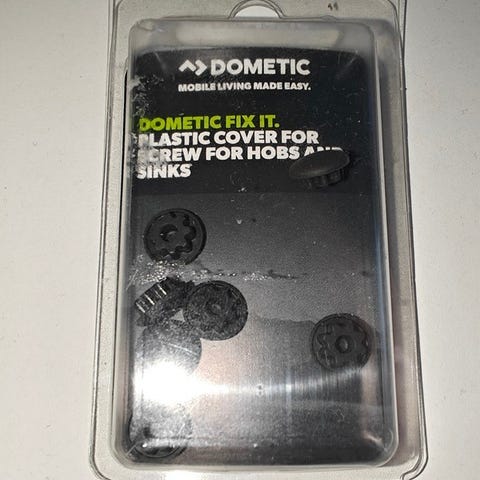 DOMETIC
MOBILE LIVING MADE EASY.
DOMETIC FIX IT.
PLASTIC COVER FOR
SCREW FOR HOBS AND
SINKS